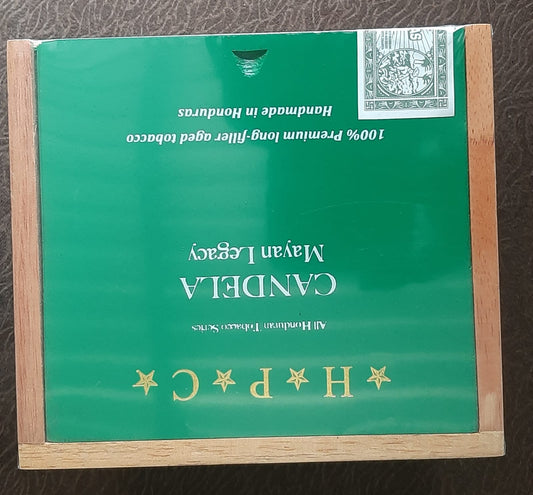 ★ H ★ P ★ C ★
All Honduran Tobacco Series
CANDELA
Mayan Legacy
100% Premium long-filler aged tobacco
Handmade in Honduras